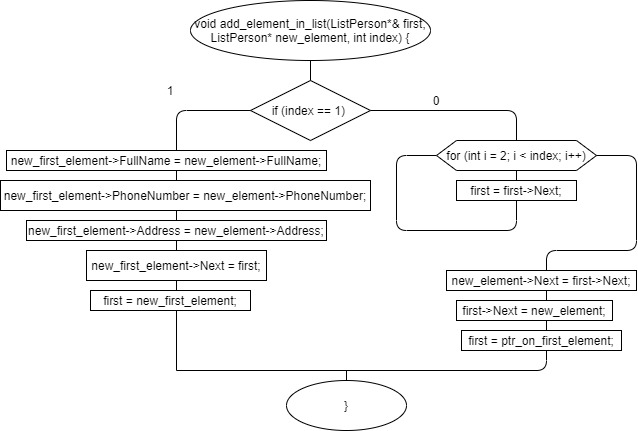 void add_element_in_list(ListPerson*& first,
ListPerson* new_element, int index) {
if (index == 1)
1
0
new_first_element->FullName = new_element->FullName;
new_first_element->PhoneNumber = new_element->PhoneNumber;
new_first_element->Address = new_element->Address;
new_first_element->Next = first;
first = new_first_element;
for (int i = 2; i < index; i++)
first = first->Next;
new_element->Next = first->Next;
first->Next = new_element;
first = ptr_on_first_element;
}